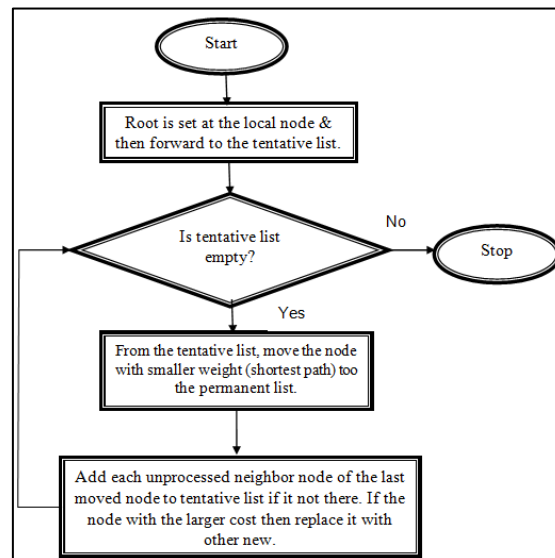 Start
Root is set at the local node &
then forward to the tentative list.
Is tentative list
empty?
No
Stop
Yes
From the tentative list, move the node
with smaller weight (shortest path) too
the permanent list.
Add each unprocessed neighbor node of the last
moved node to tentative list if it not there. If the
node with the larger cost then replace it with
other new.